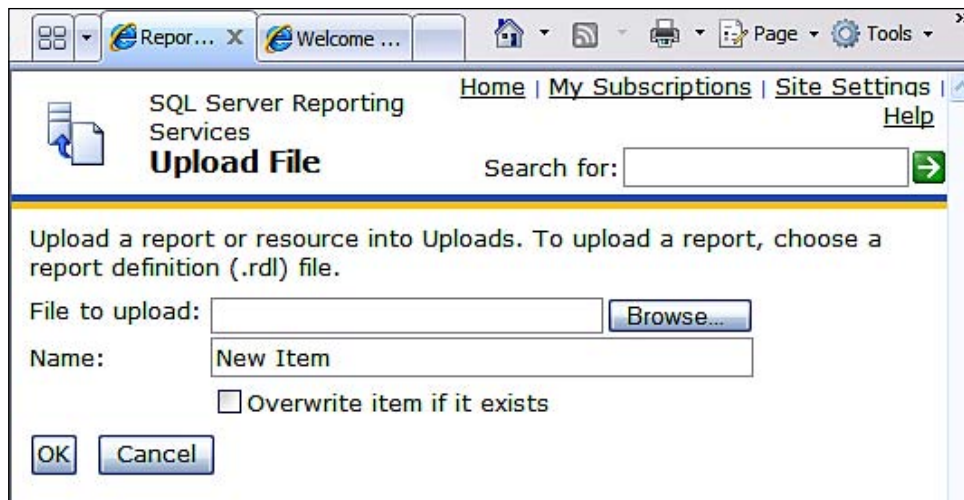 Repor... X
Welcome ...
Page
Tools
»
SQL Server Reporting
Services
Upload File
Home | My Subscriptions | Site Settings |
Help
Search for:
Upload a report or resource into Uploads. To upload a report, choose a
report definition (.rdl) file.
File to upload:
Browse...
Name:
New Item
Overwrite item if it exists
OK
Cancel